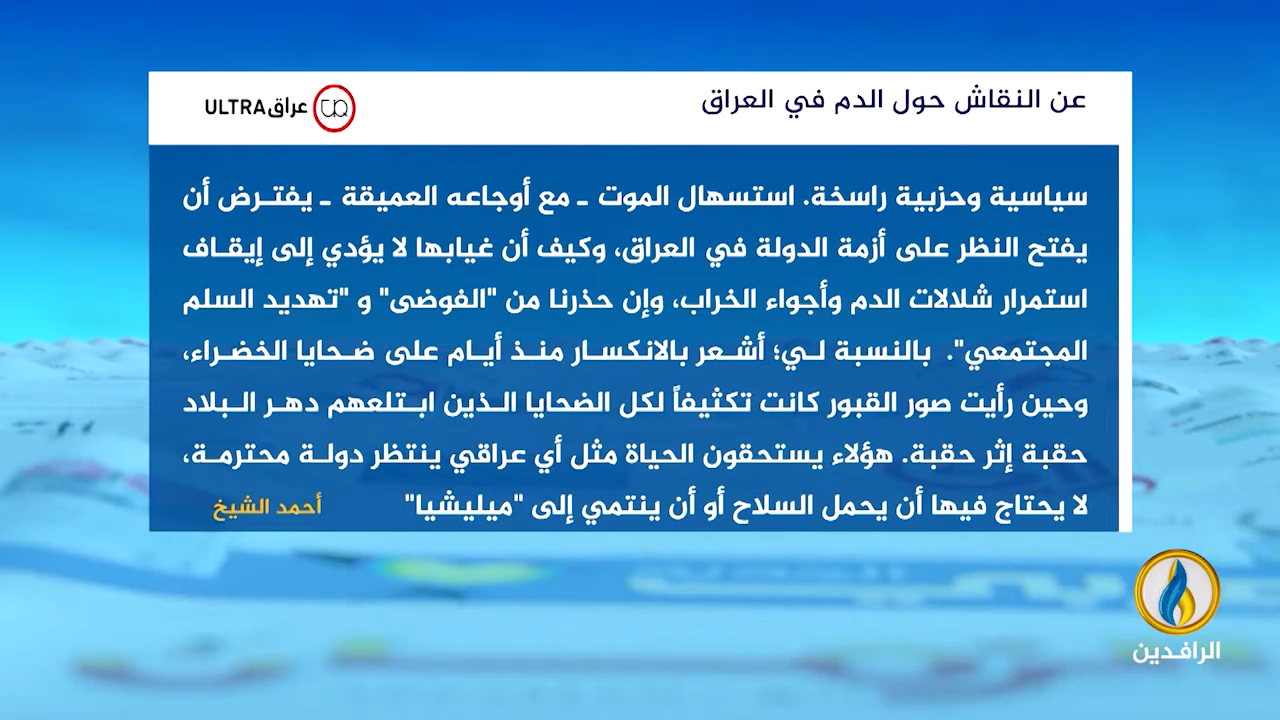 عن النقاش حول الدم في العراق
عراق ULTRA
سياسية وحزبية راسخة. استسهال الموت ـ مع أوجاعه العميقة ـ يفترض أن
يفتح النظر على أزمة الدولة في العراق، وكيف أن غيابها لا يؤدي إلى إيقاف
استمرار شلالات الدم وأجواء الخراب، وإن حذرنا من "الفوضى" و "تهديد السلم
المجتمعي". بالنسبة لي؛ أشعر بالانكسار منذ أيام على ضحايا الخضراء،
وحين رأيت صور القبور كانت تكثيفاً لكل الضحايا الذين ابتلعهم دهر البلاد
حقبة إثر حقبة. هؤلاء يستحقون الحياة مثل أي عراقي ينتظر دولة محترمة،
لا يحتاج فيها أن يحمل السلاح أو أن ينتمي إلى "ميليشيا"
أحمد الشيخ
الرافدين